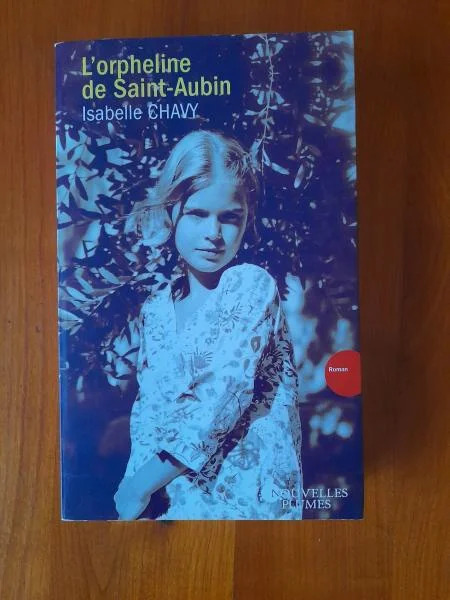 L'orpheline
de Saint-Aubin
Isabelle CHAVY
Roman
NOUVELLES
PLUMES